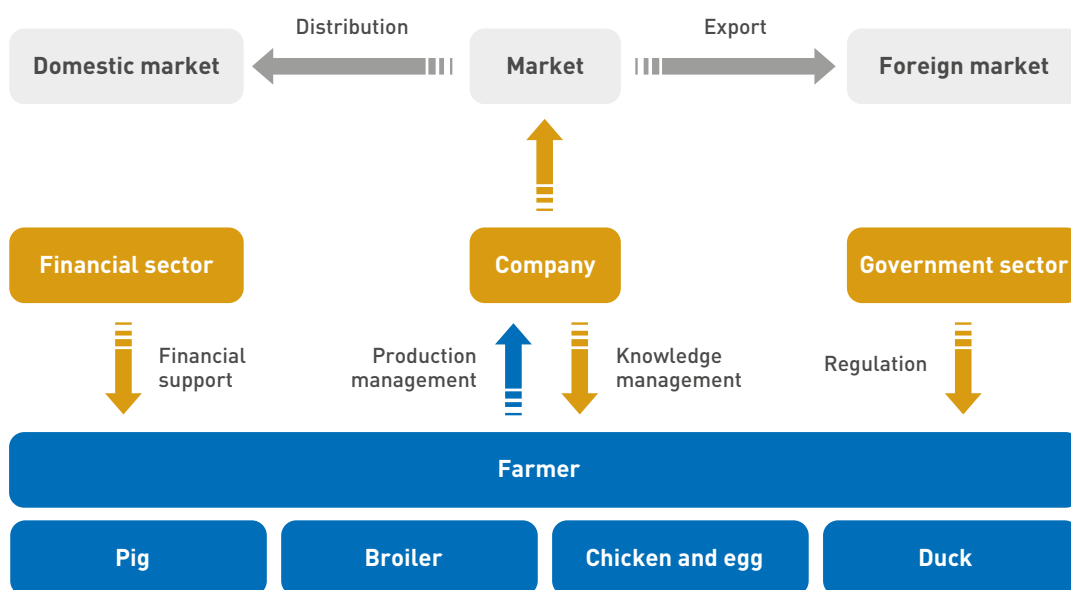 Distribution
Export
Domestic market
Market
Foreign market
Financial sector
Company
Government sector
Financial
support
Production
management
Knowledge
management
Regulation
Farmer
Pig
Broiler
Chicken and egg
Duck